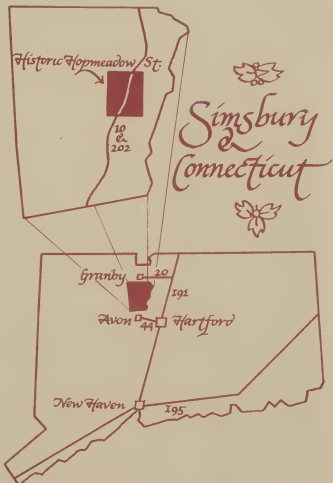 Historic Hopmeadow St.
10
&
202
Simsbury
&
Connecticut
Granby
20
191
Avon
44
Hartford
New Haven
195